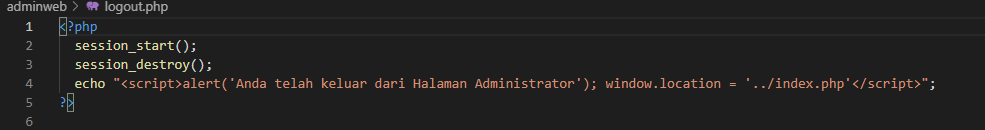 adminweb > logout.php
1 <?php
2 session_start();
3 session_destroy();
4 echo "<script>alert('Anda telah keluar dari Halaman Administrator'); window.location = '../index.php'</script>";
5 ?>
6